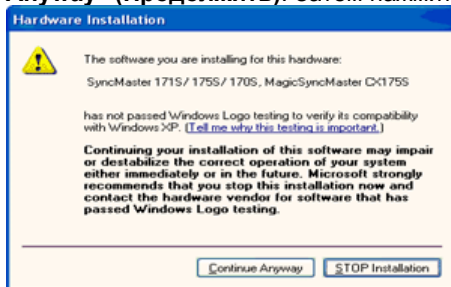 Anyway" (Продолжить). Затем нажмит
Hardware Installation
The software you are installing for this hardware:
SyncMaster 171S/ 175S/ 170S, MagicSyncMaster CX175S
has not passed Windows Logo testing to verify its compatibility
with Windows XP. (Tell me why this testing is important.)
Continuing your installation of this software may impair
or destabilize the correct operation of your system
either immediately or in the future. Microsoft strongly
recommends that you stop this installation now and
contact the hardware vendor for software that has
passed Windows Logo testing.
Continue Anyway STOP Installation